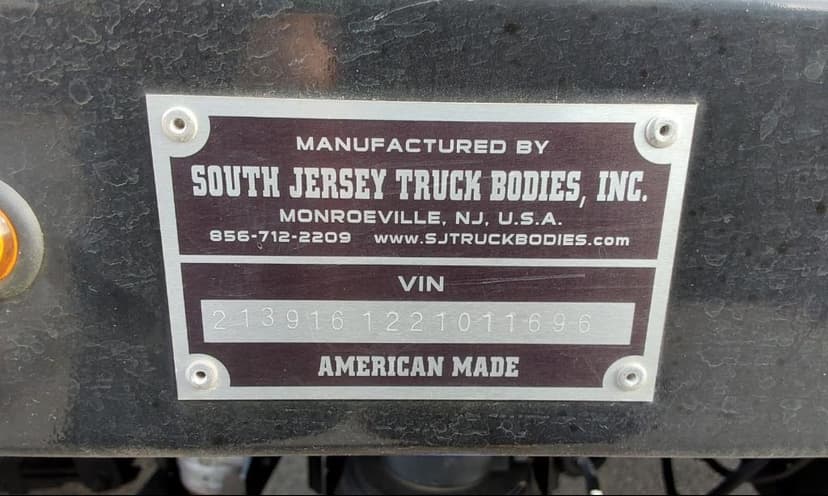 MANUFACTURED BY
SOUTH JERSEY TRUCK BODIES, INC.
MONROEVILLE, NJ, U.S.A.
856-712-2209 www.SJTRUCKBODIES.com
VIN
213916 1221011696
AMERICAN MADE